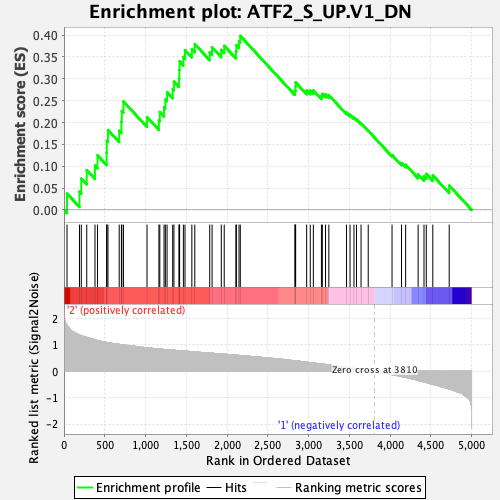 Enrichment plot: ATF2_S_UP.V1_DN
Enrichment score (ES)
0.40
0.35
0.30
0.25
0.20
0.15
0.10
0.05
0.00
'2' (positively correlated)
Ranked list metric (Signal2Noise)
2
1
0
-1
-2
Zero cross at 3810
'1' (negatively correlated)
0
500
1,000
1,500
2,000
2,500
3,000
3,500
4,000
4,500
5,000
Rank in Ordered Dataset
Enrichment profile
Hits
Ranking metric scores